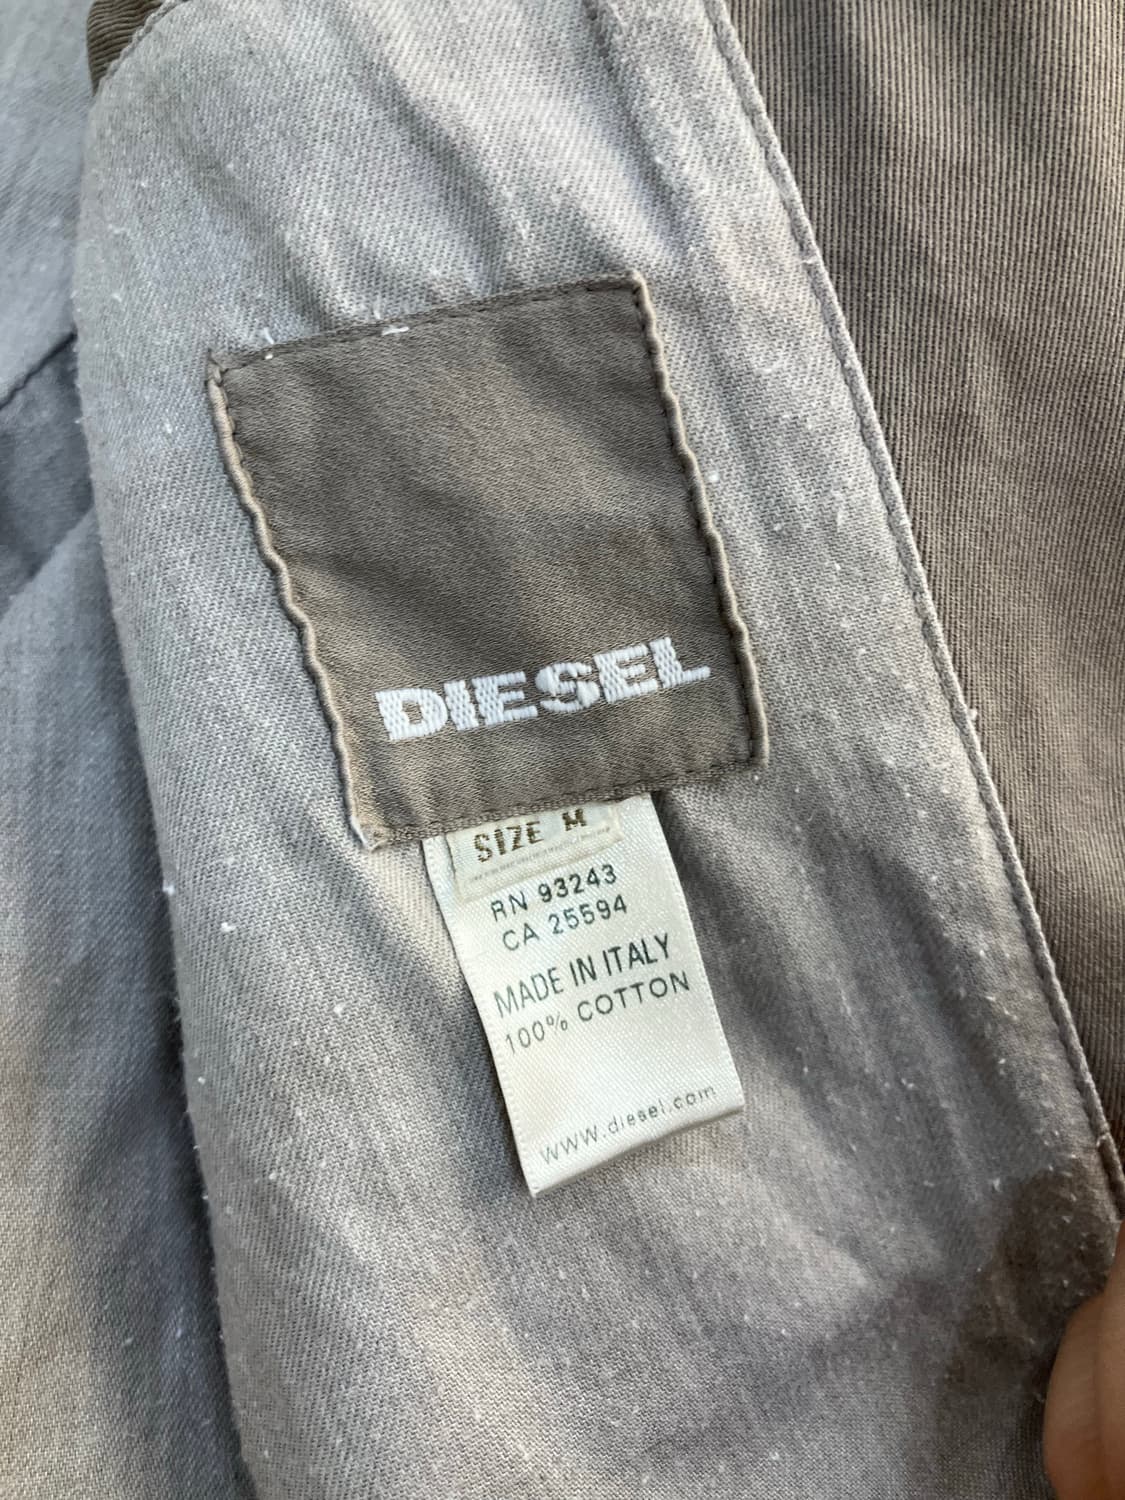 DIESEL
SIZE M
RN 93243
CA 25594
MADE IN ITALY
100% COTTON
www.diesel.com